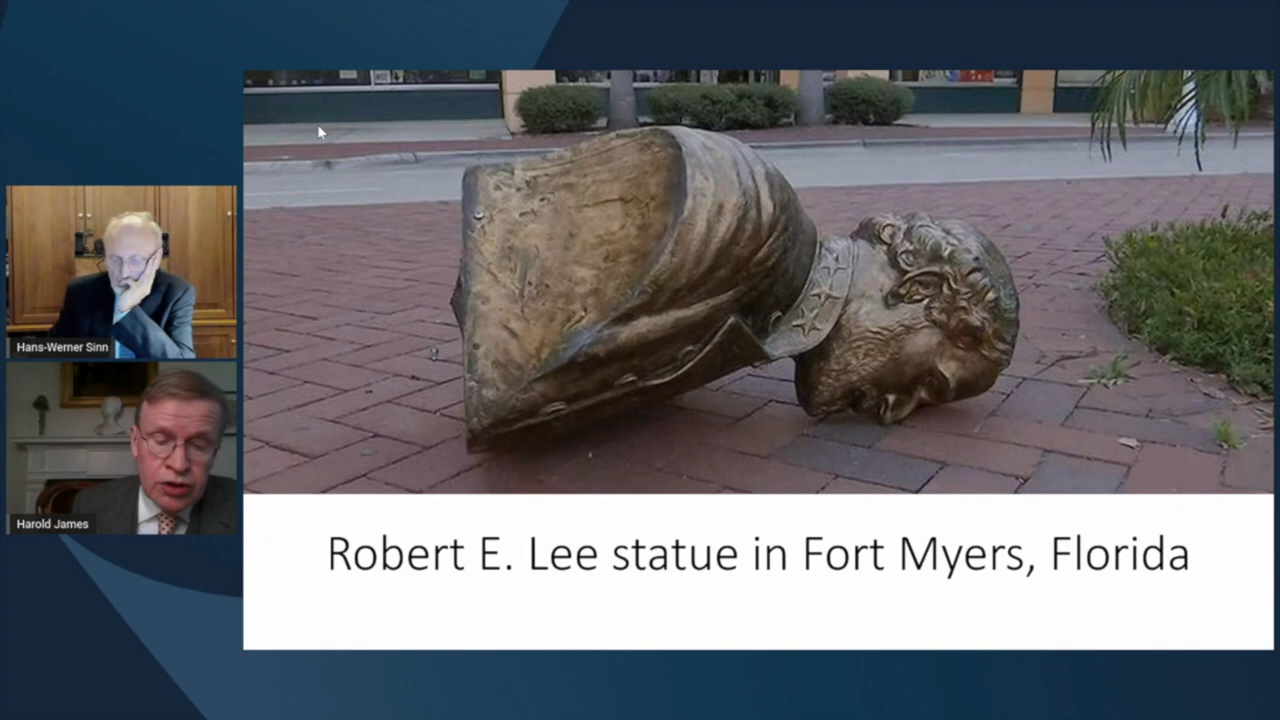 Hans-Werner Sinn
Harold James
Robert E. Lee statue in Fort Myers, Florida